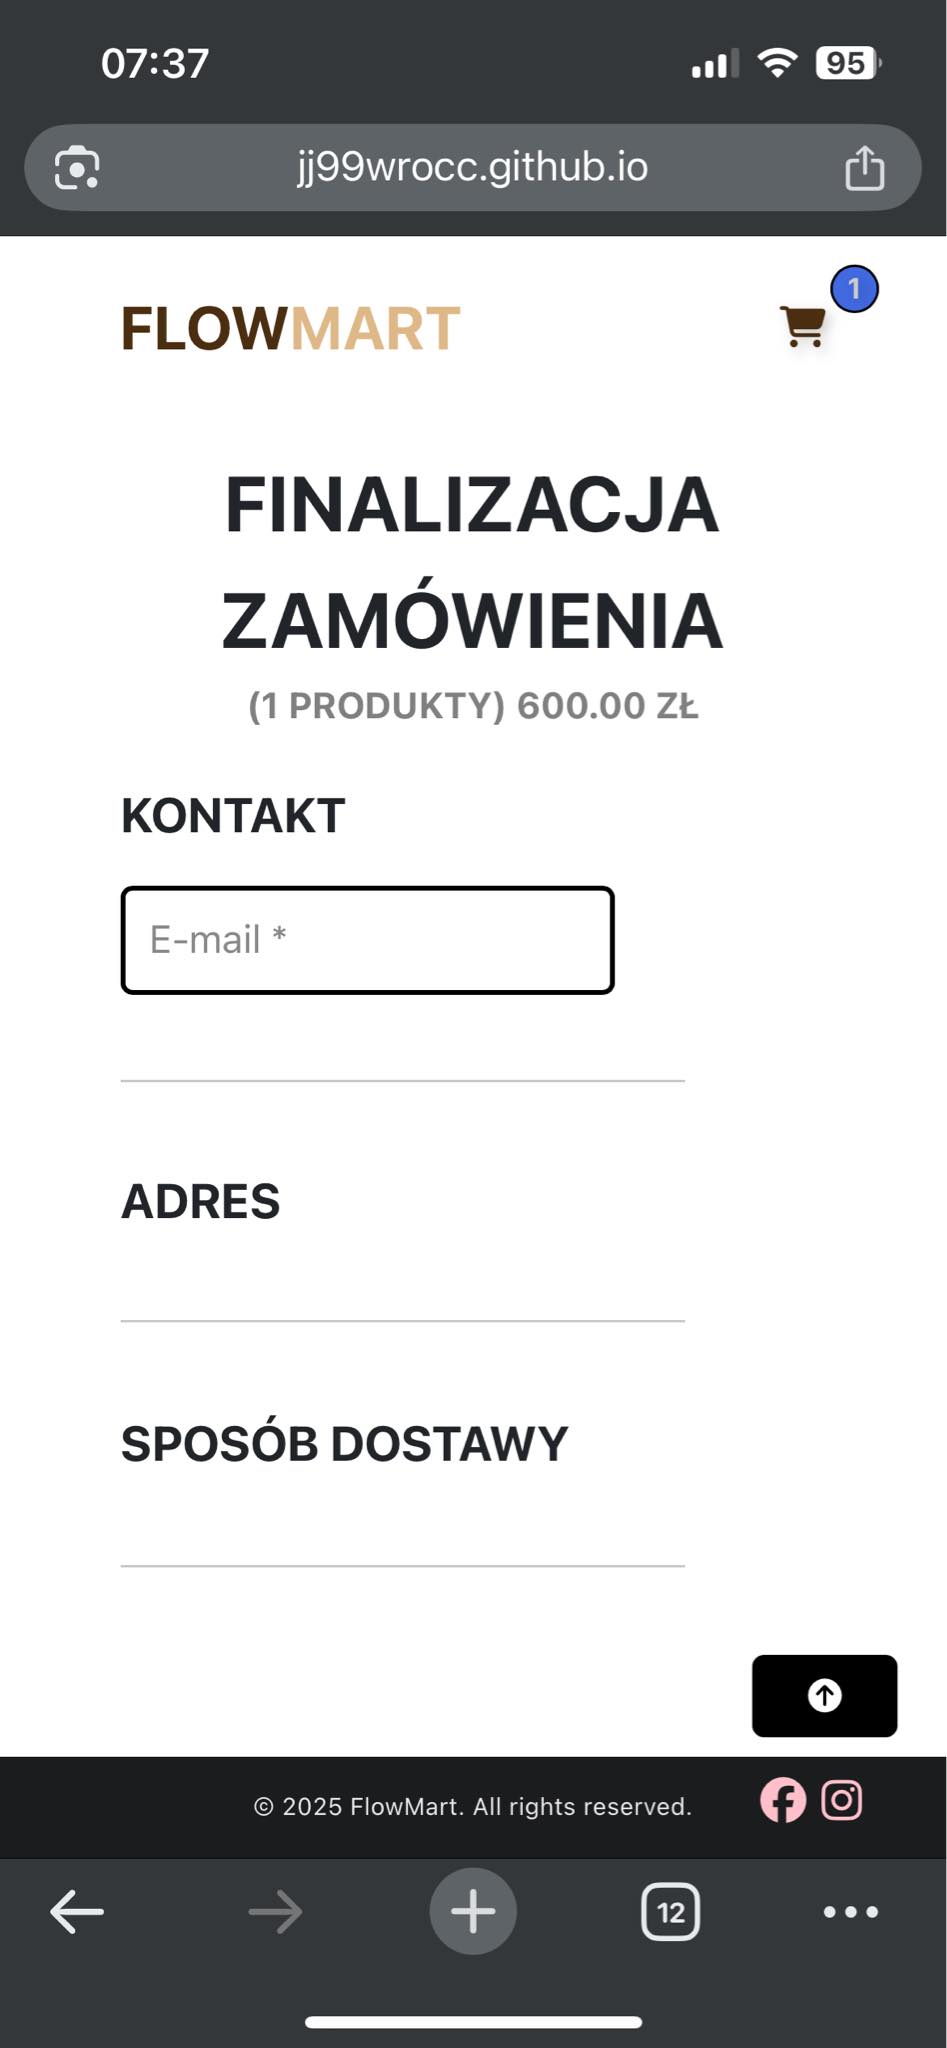 07:37
95
jj99wrocc.github.io
FLOWMART
1
FINALIZACJA
ZAMÓWIENIA
(1 PRODUKTY) 600.00 ZŁ
KONTAKT
E-mail *
ADRES
SPOSÓB DOSTAWY
© 2025 FlowMart. All rights reserved.
12